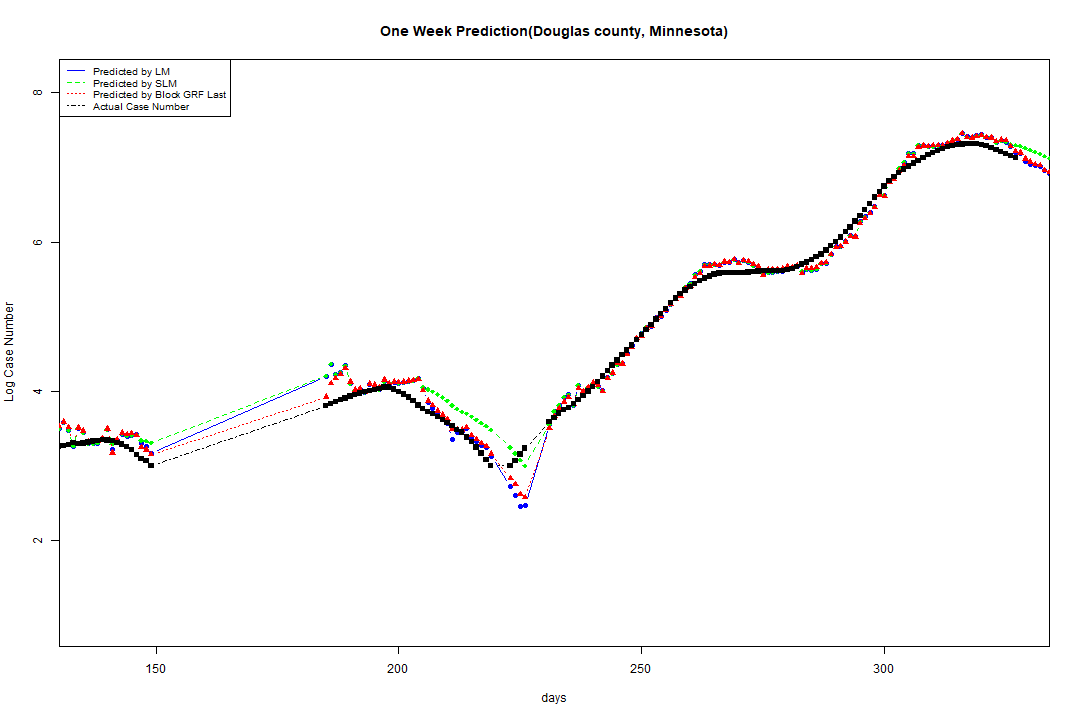 One Week Prediction(Douglas county, Minnesota)
Predicted by LM
Predicted by SLM
Predicted by Block GRF Last
Actual Case Number
8
6
4
2
Log Case Number
150
200
250
300
days